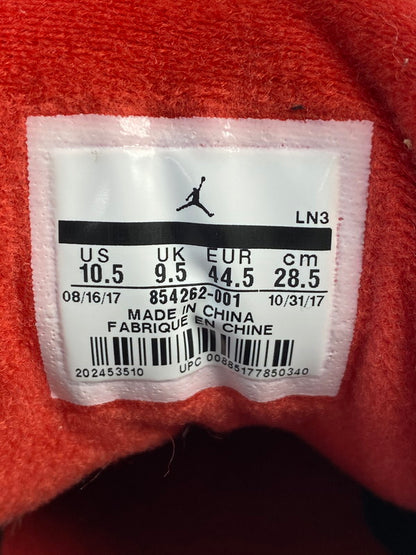 LN3
US UK EUR cm
10.5 9.5 44.5 28.5
08/16/17 854262-001 10/31/17
MADE IN CHINA
FABRIQUE EN CHINE
202453510 UPC 00885177850340